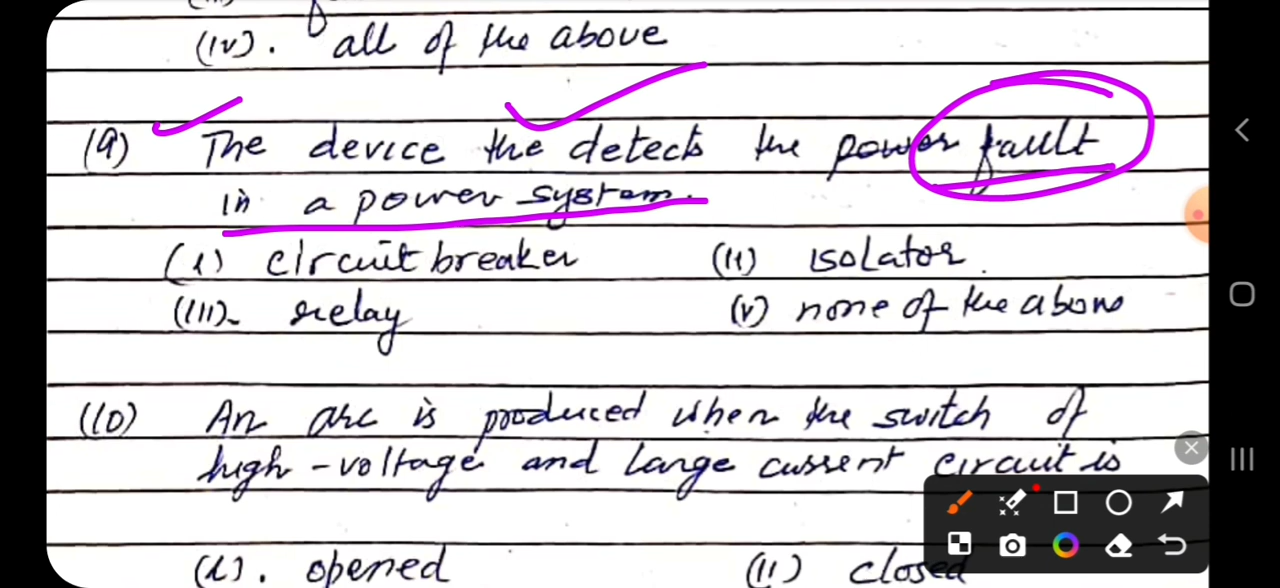 (iv). all of the above
(9) The device the detects the power fault
in a power system.
(i) circuit breaker (ii) isolator.
(iii). relay (v) none of the above
(10) An arc is produced when the switch of
high-voltage and large current circuit is
(i). opened (ii) closed